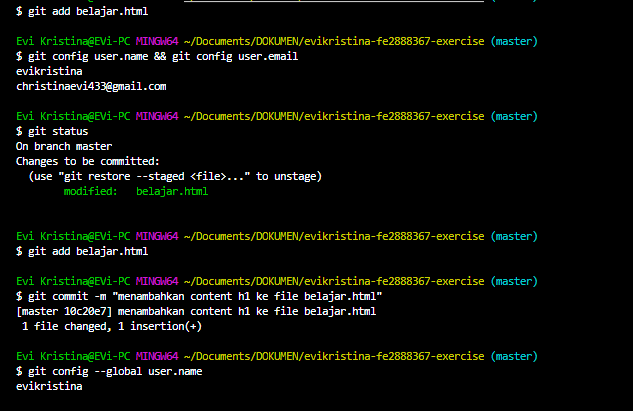 $ git add belajar.html
Evi Kristina@EVi-PC MINGW64 ~/Documents/DOKUMEN/evikristina-fe2888367-exercise (master)
$ git config user.name && git config user.email
evikristina
christinaevi433@gmail.com
Evi Kristina@EVi-PC MINGW64 ~/Documents/DOKUMEN/evikristina-fe2888367-exercise (master)
$ git status
On branch master
Changes to be committed:
  (use "git restore --staged <file>..." to unstage)
        modified:   belajar.html
Evi Kristina@EVi-PC MINGW64 ~/Documents/DOKUMEN/evikristina-fe2888367-exercise (master)
$ git add belajar.html
Evi Kristina@EVi-PC MINGW64 ~/Documents/DOKUMEN/evikristina-fe2888367-exercise (master)
$ git commit -m "menambahkan content h1 ke file belajar.html"
[master 10c20e7] menambahkan content h1 ke file belajar.html
 1 file changed, 1 insertion(+)
Evi Kristina@EVi-PC MINGW64 ~/Documents/DOKUMEN/evikristina-fe2888367-exercise (master)
$ git config --global user.name
evikristina